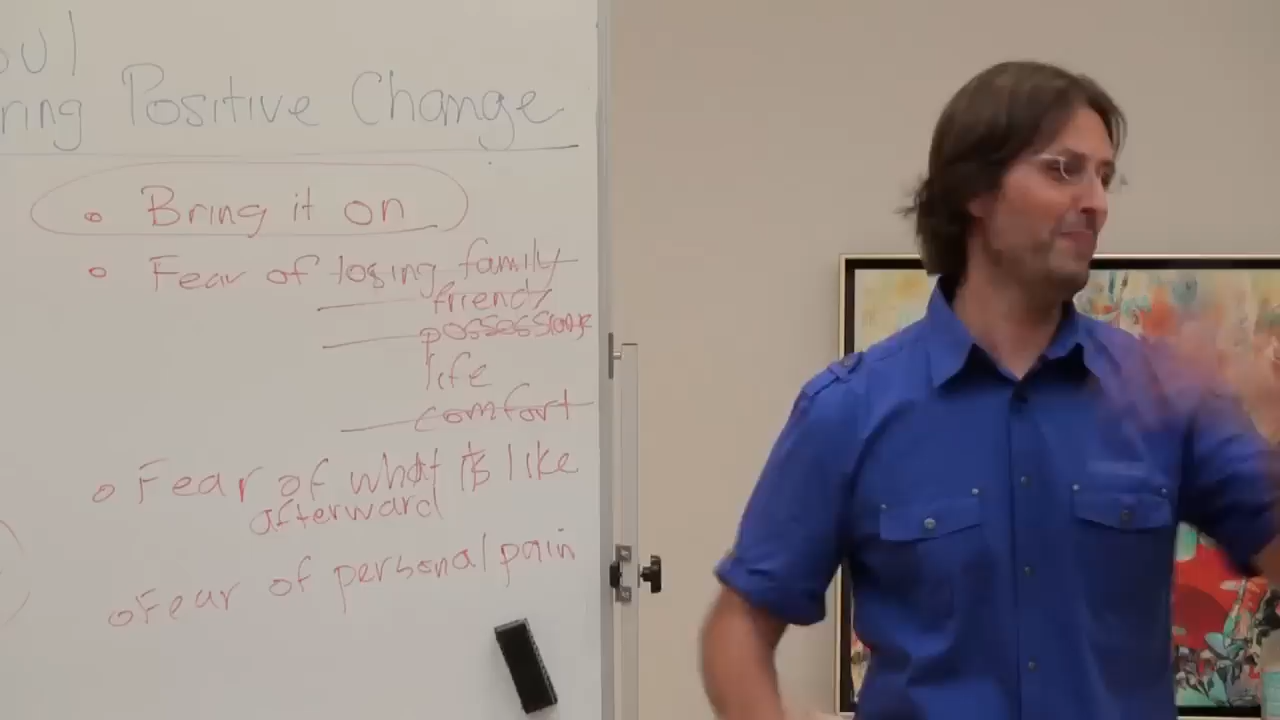 oul
ring Positive Change
• Bring it on
• Fear of losing family
friends
possessions
life
comfort
• Fear of what it's like
afterward
• Fear of personal pain